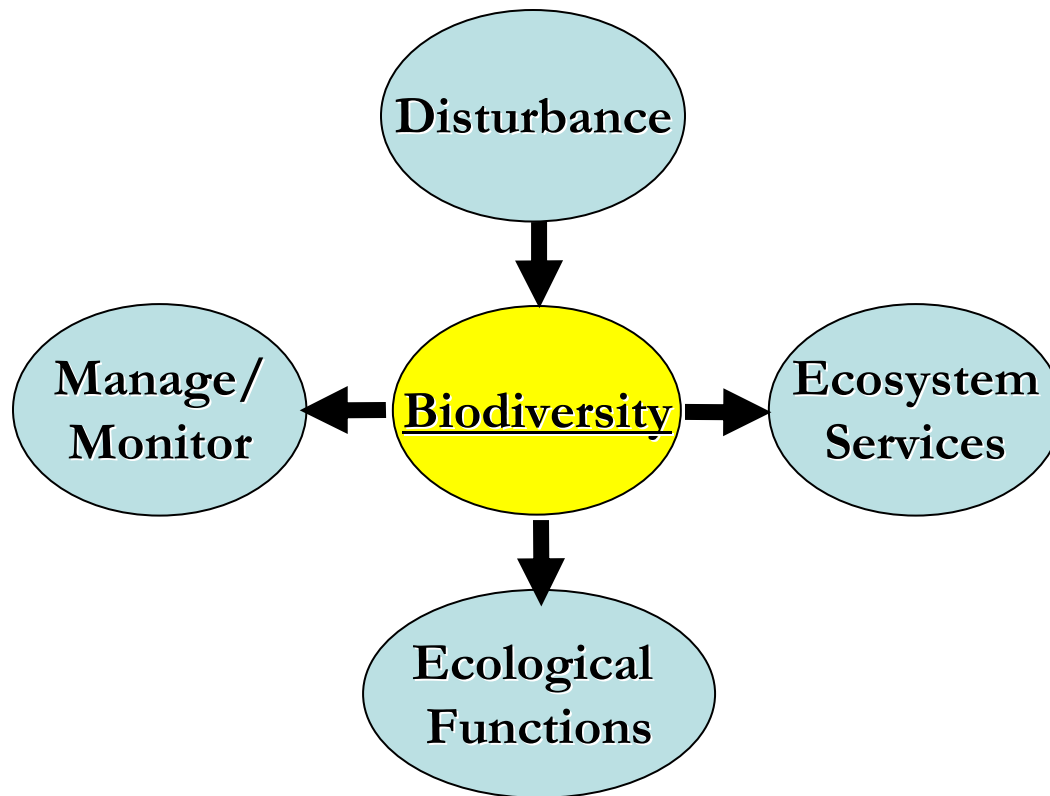 Disturbance
Manage/
Monitor
Biodiversity
Ecosystem
Services
Ecological
Functions